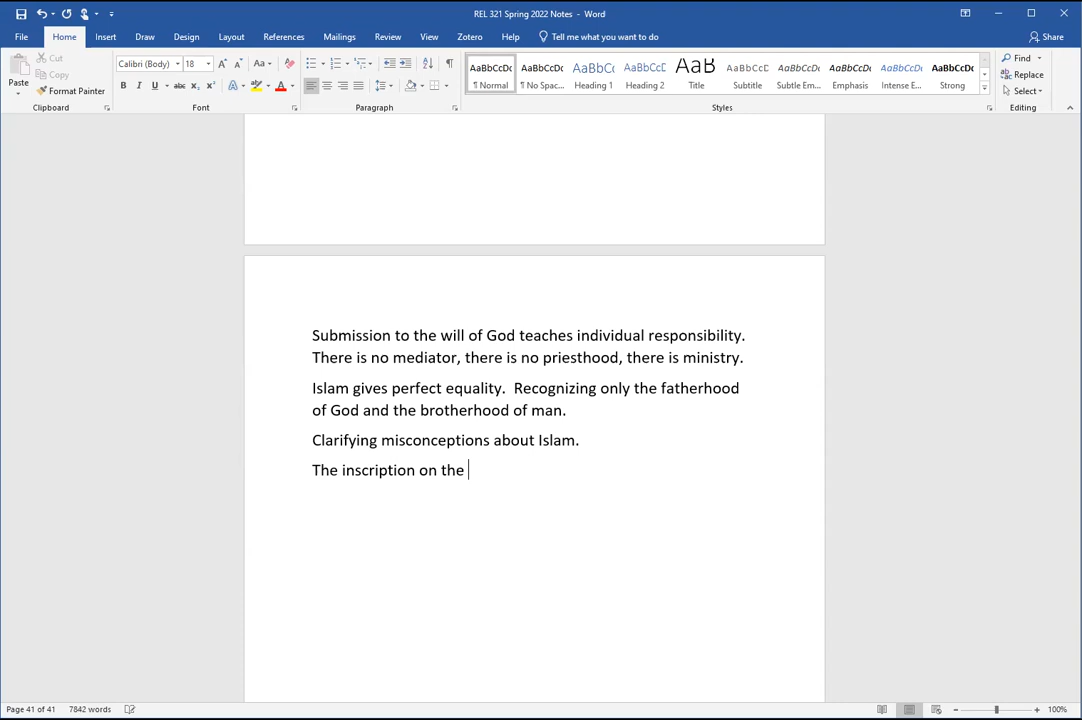 REL 321 Spring 2022 Notes - Word
File Home Insert Draw Design Layout References Mailings Review View Zotero Help Tell me what you want to do Share
Paste
Cut
Copy
Format Painter
Clipboard
Calibri (Body) 18
Font
Paragraph
AaBbCcDc AaBbCcDc AaBbCc AaBbCcD AaB AaBbCcD AaBbCcDc AaBbCcDc AaBbCcDc AaBbCcDc
¶ Normal ¶ No Spac... Heading 1 Heading 2 Title Subtitle Subtle Em... Emphasis Intense E... Strong
Styles
Find
Replace
Select
Editing
Submission to the will of God teaches individual responsibility.
There is no mediator, there is no priesthood, there is ministry.
Islam gives perfect equality. Recognizing only the fatherhood
of God and the brotherhood of man.
Clarifying misconceptions about Islam.
The inscription on the
Page 41 of 41 7842 words 100%